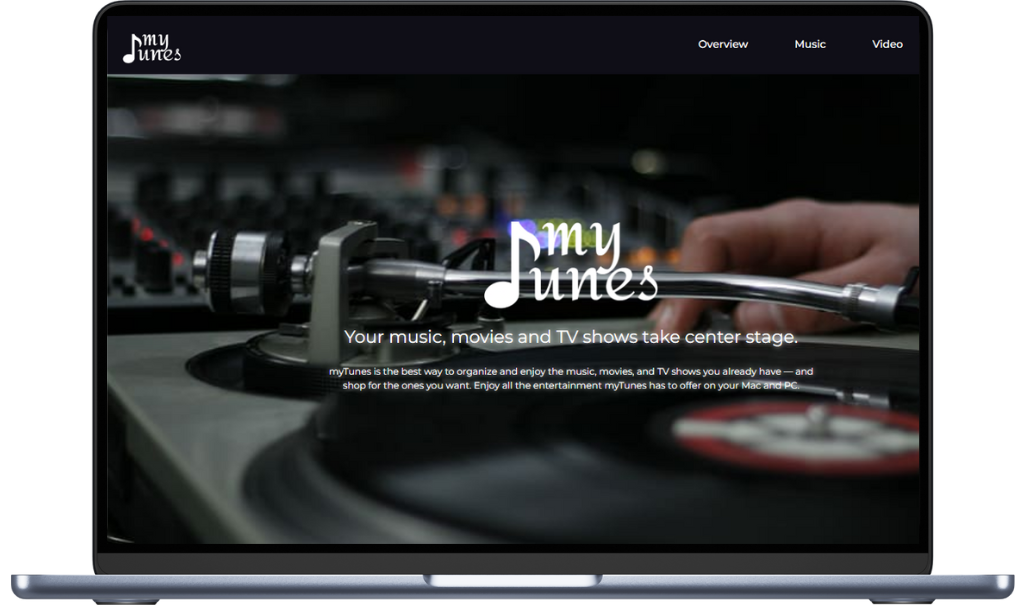 my
Tunes
Overview
Music
Video
my
Tunes
Your music, movies and TV shows take center stage.
myTunes is the best way to organize and enjoy the music, movies, and TV shows you already have — and
shop for the ones you want. Enjoy all the entertainment myTunes has to offer on your Mac and PC.